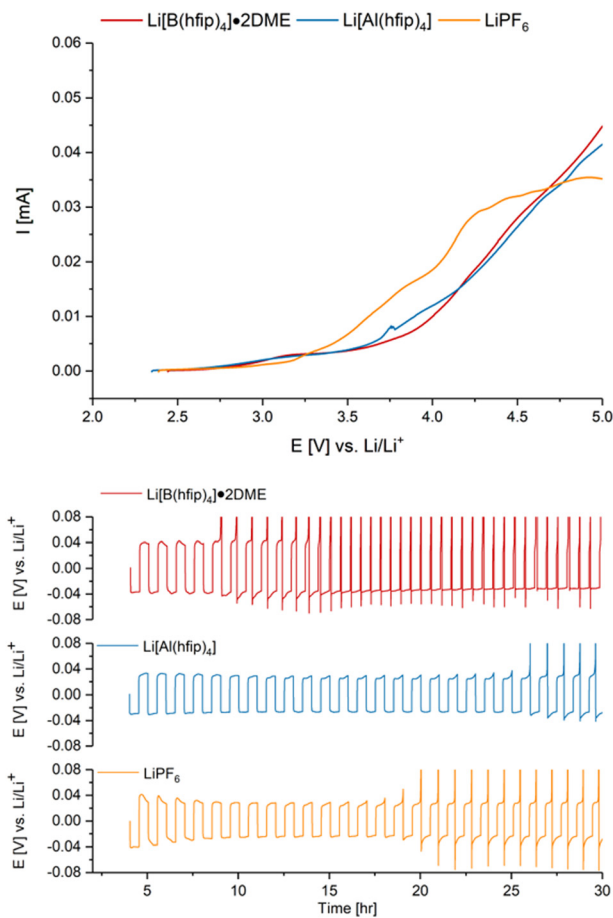 Li[B(hfip)₄]•2DME Li[Al(hfip)₄] LiPF₆
0.06
0.05
0.04
0.03
0.02
0.01
0.00
I [mA]
2.0 2.5 3.0 3.5 4.0 4.5 5.0
E [V] vs. Li/Li⁺
Li[B(hfip)₄]•2DME
0.08
0.04
0.00
-0.04
-0.08
E [V] vs. Li/Li⁺
Li[Al(hfip)₄]
0.08
0.04
0.00
-0.04
-0.08
E [V] vs. Li/Li⁺
LiPF₆
0.08
0.04
0.00
-0.04
-0.08
E [V] vs. Li/Li⁺
5 10 15 20 25 30
Time [hr]